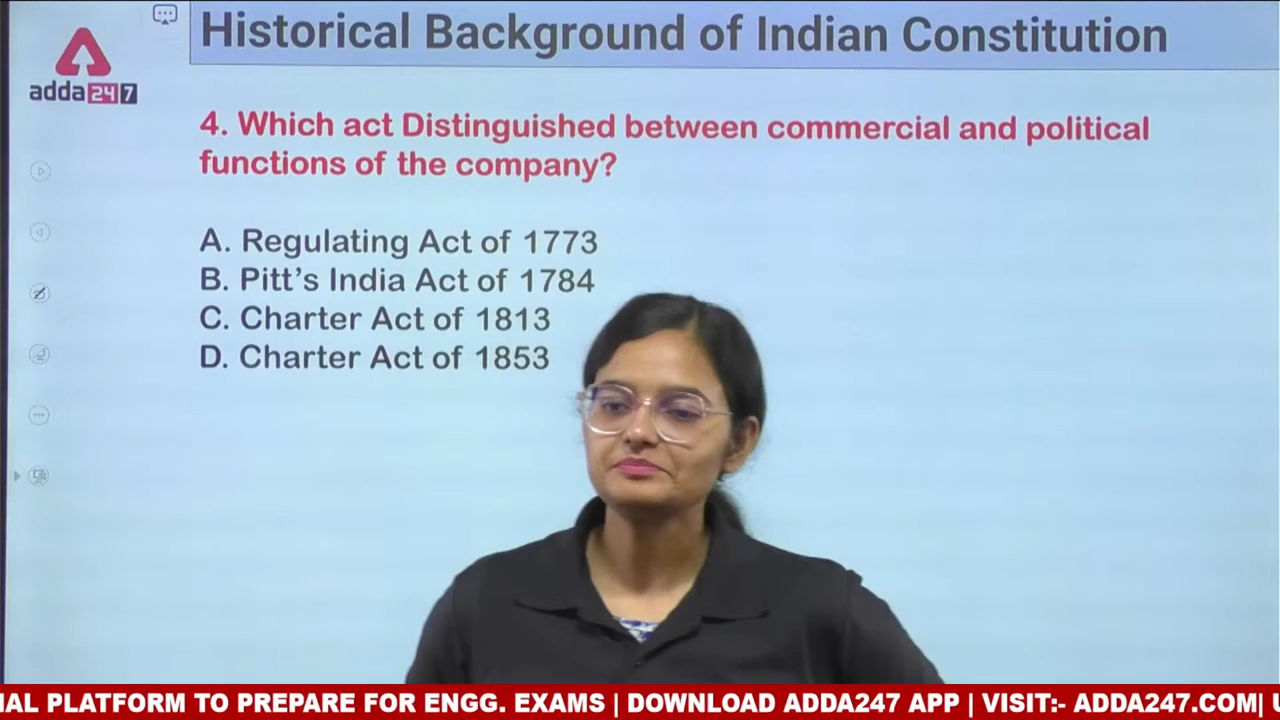 Historical Background of Indian Constitution
adda247
4. Which act Distinguished between commercial and political
functions of the company?
A. Regulating Act of 1773
B. Pitt's India Act of 1784
C. Charter Act of 1813
D. Charter Act of 1853
PLATFORM TO PREPARE FOR ENGG. EXAMS | DOWNLOAD ADDA247 APP | VISIT:- ADDA247.COM|